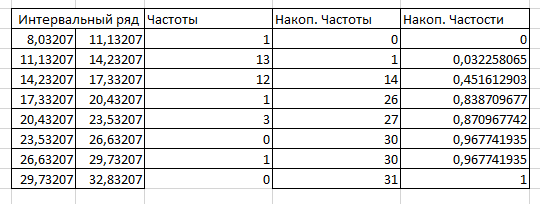 Интервальный ряд Частоты Накоп. Частоты Накоп. Частости
8,03207 11,13207 1 0 0
11,13207 14,23207 13 1 0,032258065
14,23207 17,33207 12 14 0,451612903
17,33207 20,43207 1 26 0,838709677
20,43207 23,53207 3 27 0,870967742
23,53207 26,63207 0 30 0,967741935
26,63207 29,73207 1 30 0,967741935
29,73207 32,83207 0 31 1